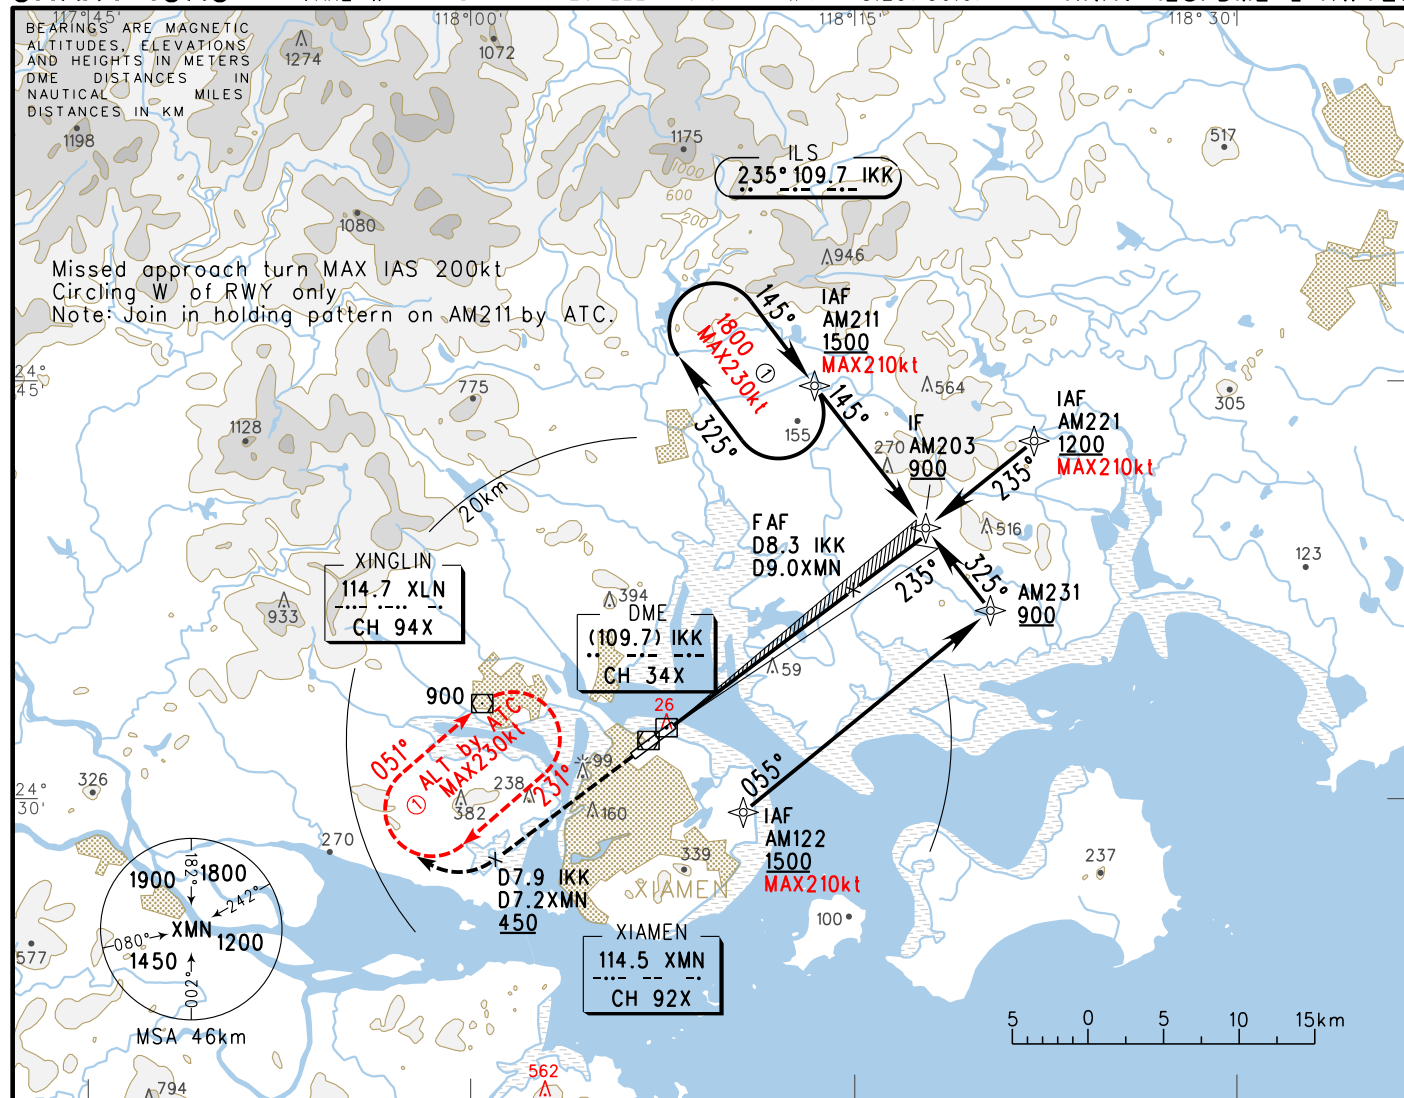 117°45'
118°00'
118°15'
118°30'
BEARINGS ARE MAGNETIC
ALTITUDES, ELEVATIONS
AND HEIGHTS IN METERS
DME DISTANCES IN
NAUTICAL MILES
DISTANCES IN KM
1274
1072
1198
1175
517
1080
1000
600
200
ILS
235° 109.7 IKK
946
Missed approach turn MAX IAS 200kt
Circling W of RWY only
Note: Join in holding pattern on AM211 by ATC.
145°
1800
MAX230kt
1
325°
IAF
AM211
1500
MAX210kt
145°
155
24°
45'
775
1128
564
305
IAF
AM221
1200
MAX210kt
235°
IF
AM203
900
270
516
123
20km
FAF
D8.3 IKK
D9.0XMN
235°
325°
AM231
900
XINGLIN
114.7 XLN
CH 94X
933
394
DME
(109.7) IKK
CH 34X
59
900
26
051°
1 ALT by ATC
MAX230kt
231°
238
382
99
160
055°
IAF
AM122
1500
MAX210kt
24°
30'
326
270
339
XIAMEN
237
100
D7.9 IKK
D7.2XMN
450
XIAMEN
114.5 XMN
CH 92X
182°
1900
1800
242°
XMN
080°
1200
1450
002°
MSA 46km
577
794
562
5 0 5 10 15km